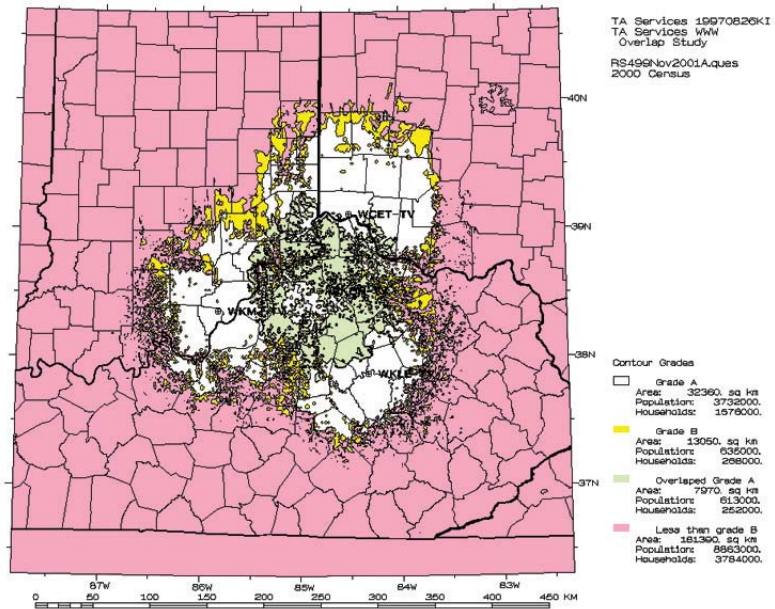 TA Services 19970826KI
TA Services WWW
Overlap Study
RS499Nov2001A.ques
2000 Census
40N
39N
38N
37N
WCET-TV
WKLE-TV
Contour Grades
Grade A
Area: 32360. sq km
Population: 3732000.
Households: 1576000.
Grade B
Area: 13050. sq km
Population: 635000.
Households: 268000.
Overlaped Grade A
Area: 7970. sq km
Population: 613000.
Households: 252000.
Less than grade B
Area: 181390. sq km
Population: 8863000.
Households: 3784000.
87W 86W 85W 84W 83W
0 50 100 150 200 250 300 350 400 450 KM